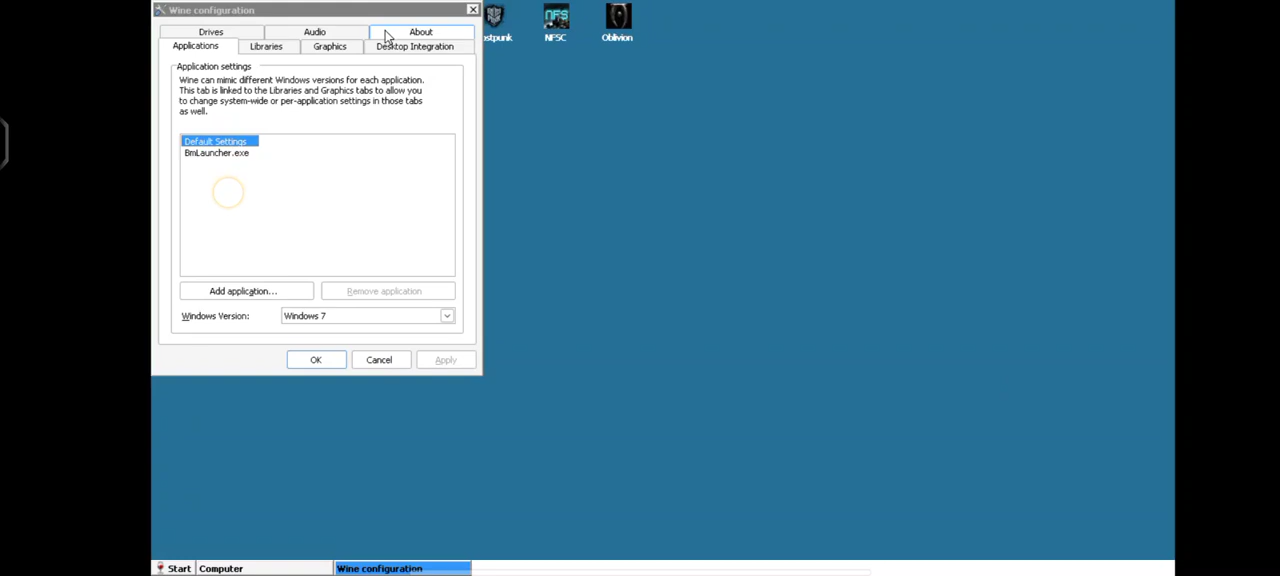 Wine configuration
Drives
Audio
About
Applications
Libraries
Graphics
Desktop Integration
Application settings
Wine can mimic different Windows versions for each application.
This tab is linked to the Libraries and Graphics tabs to allow you
to change system-wide or per-application settings in those tabs
as well.
Default Settings
BmLauncher.exe
Add application...
Remove application
Windows Version:
Windows 7
OK
Cancel
Apply
stpunk
NFSC
Oblivion
NFS
Start
Computer
Wine configuration